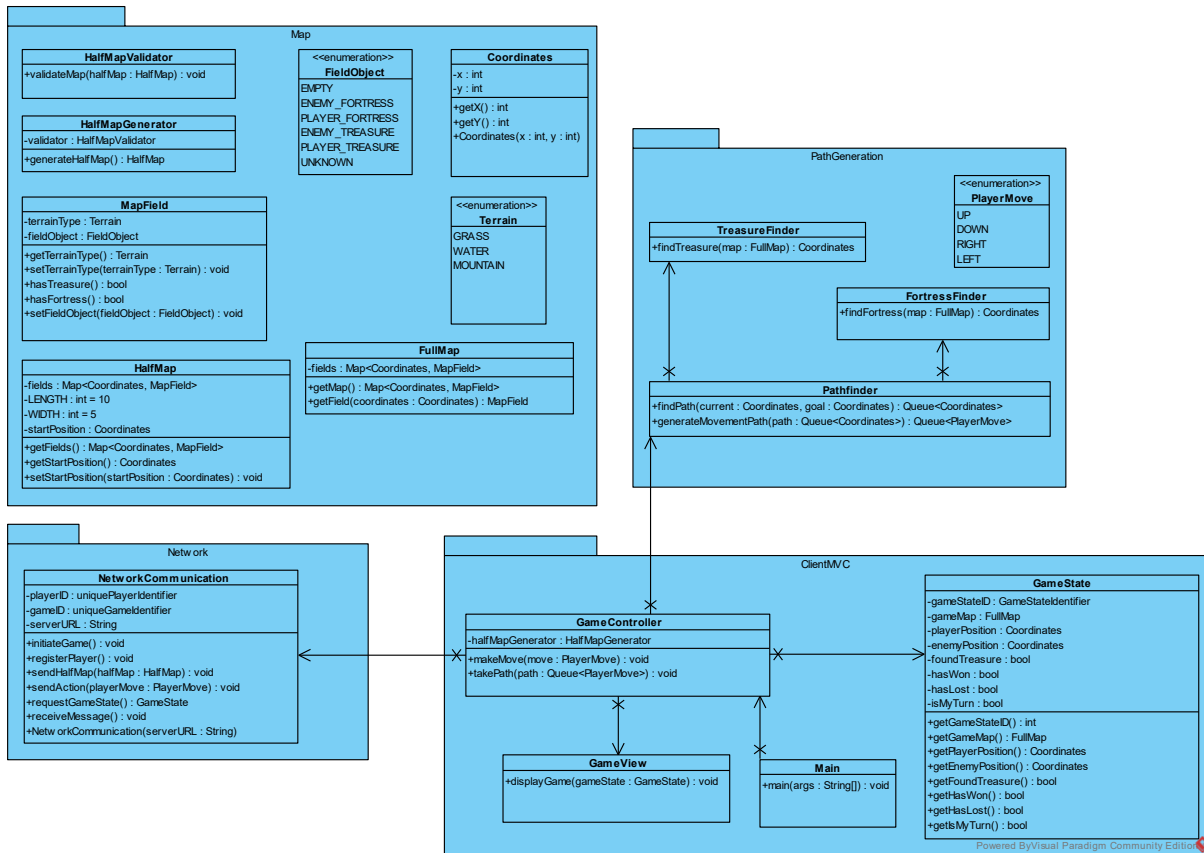 Map
HalfMapValidator
+validateMap(halfMap : HalfMap) : void
<<enumeration>>
FieldObject
EMPTY
ENEMY_FORTRESS
PLAYER_FORTRESS
ENEMY_TREASURE
PLAYER_TREASURE
UNKNOWN
Coordinates
-x : int
-y : int
+getX() : int
+getY() : int
+Coordinates(x : int, y : int)
HalfMapGenerator
-validator : HalfMapValidator
+generateHalfMap() : HalfMap
MapField
-terrainType : Terrain
-fieldObject : FieldObject
+getTerrainType() : Terrain
+setTerrainType(terrainType : Terrain) : void
+hasTreasure() : bool
+hasFortress() : bool
+setFieldObject(fieldObject : FieldObject) : void
<<enumeration>>
Terrain
GRASS
WATER
MOUNTAIN
HalfMap
-fields : Map<Coordinates, MapField>
-LENGTH : int = 10
-WIDTH : int = 5
-startPosition : Coordinates
+getFields() : Map<Coordinates, MapField>
+getStartPosition() : Coordinates
+setStartPosition(startPosition : Coordinates) : void
FullMap
-fields : Map<Coordinates, MapField>
+getMap() : Map<Coordinates, MapField>
+getField(coordinates : Coordinates) : MapField
PathGeneration
<<enumeration>>
PlayerMove
UP
DOWN
RIGHT
LEFT
TreasureFinder
+findTreasure(map : FullMap) : Coordinates
FortressFinder
+findFortress(map : FullMap) : Coordinates
Pathfinder
+findPath(current : Coordinates, goal : Coordinates) : Queue<Coordinates>
+generateMovementPath(path : Queue<Coordinates>) : Queue<PlayerMove>
Network
NetworkCommunication
-playerID : uniquePlayerIdentifier
-gameID : uniqueGameIdentifier
-serverURL : String
+initiateGame() : void
+registerPlayer() : void
+sendHalfMap(halfMap : HalfMap) : void
+sendAction(playerMove : PlayerMove) : void
+requestGameState() : GameState
+receiveMessage() : void
+NetworkCommunication(serverURL : String)
ClientMVC
GameController
-halfMapGenerator : HalfMapGenerator
+makeMove(move : PlayerMove) : void
+takePath(path : Queue<PlayerMove>) : void
GameView
+displayGame(gameState : GameState) : void
Main
+main(args : String[]) : void
GameState
-gameStateID : GameStateIdentifier
-gameMap : FullMap
-playerPosition : Coordinates
-enemyPosition : Coordinates
-foundTreasure : bool
-hasWon : bool
-hasLost : bool
-isMyTurn : bool
+getGameStateID() : int
+getGameMap() : FullMap
+getPlayerPosition() : Coordinates
+getEnemyPosition() : Coordinates
+getFoundTreasure() : bool
+getHasWon() : bool
+getHasLost() : bool
+getIsMyTurn() : bool
Powered By Visual Paradigm Community Edition